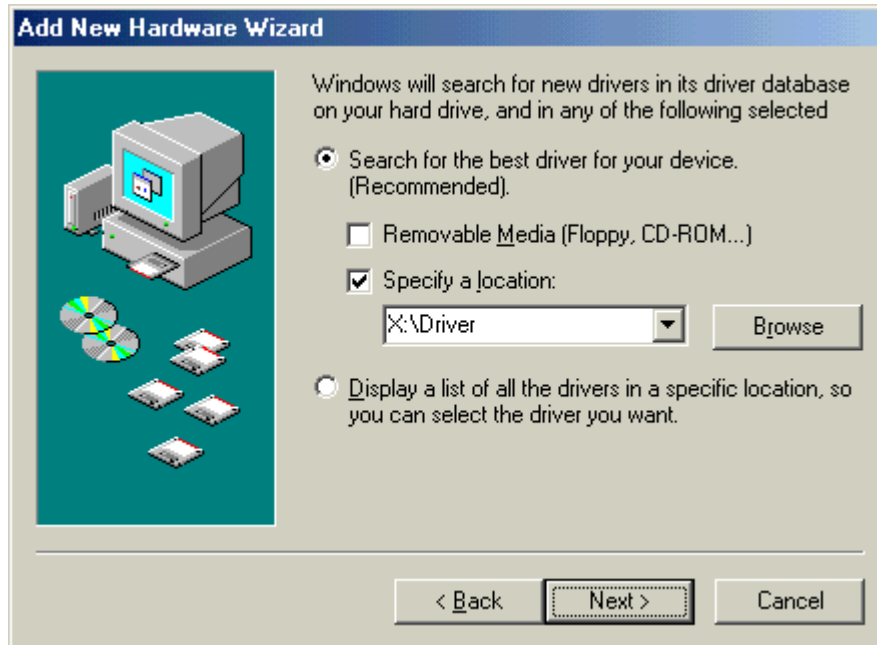 Add New Hardware Wizard
Windows will search for new drivers in its driver database
on your hard drive, and in any of the following selected
Search for the best driver for your device.
(Recommended).
Removable Media (Floppy, CD-ROM...)
Specify a location:
X:\Driver
Browse
Display a list of all the drivers in a specific location, so
you can select the driver you want.
< Back
Next >
Cancel